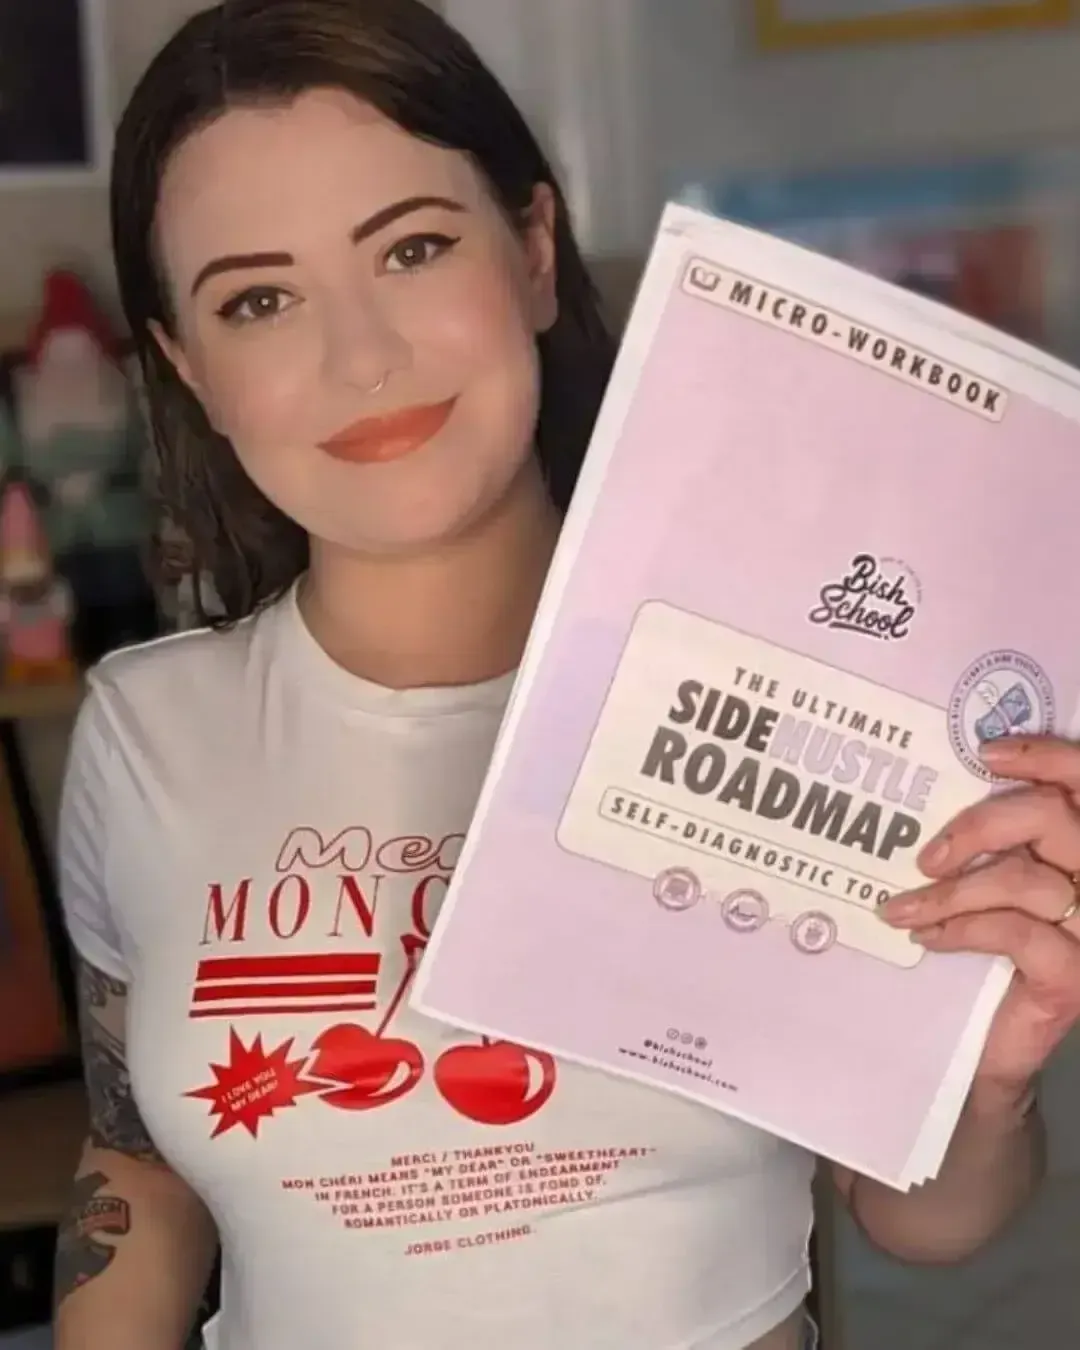 MICRO-WORKBOOK
Bish
School
THE ULTIMATE
SIDEHUSTLE
ROADMAP
SELF-DIAGNOSTIC TOO
@bishschool
www.bishschool.com
Mer
MON C
I LOVE YOU
MY DEAR!
MERCI / THANKYOU
MON CHÉRI MEANS "MY DEAR" OR "SWEETHEART"
IN FRENCH. IT'S A TERM OF ENDEARMENT
FOR A PERSON SOMEONE IS FOND OF,
ROMANTICALLY OR PLATONICALLY.
JORGE CLOTHING.